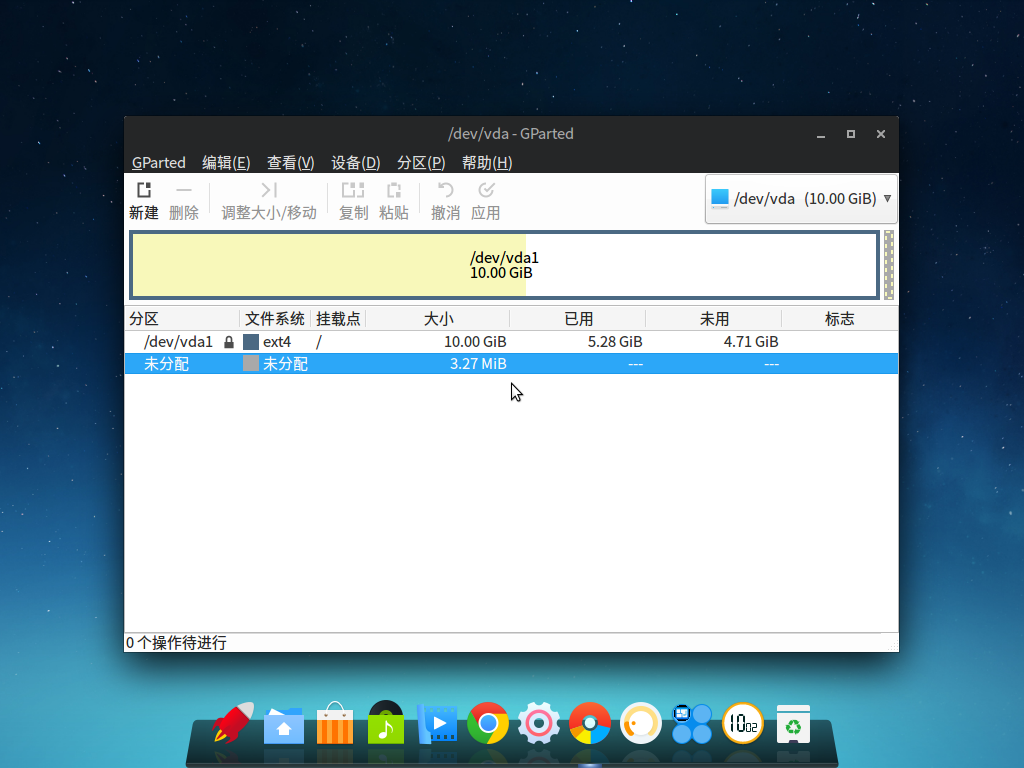 /dev/vda - GParted
GParted 编辑(E) 查看(V) 设备(D) 分区(P) 帮助(H)
新建 删除 调整大小/移动 复制 粘贴 撤消 应用 /dev/vda (10.00 GiB)
/dev/vda1
10.00 GiB
分区 文件系统 挂载点 大小 已用 未用 标志
/dev/vda1 ext4 / 10.00 GiB 5.28 GiB 4.71 GiB
未分配 未分配 3.27 MiB --- ---
0 个操作待进行
10 02